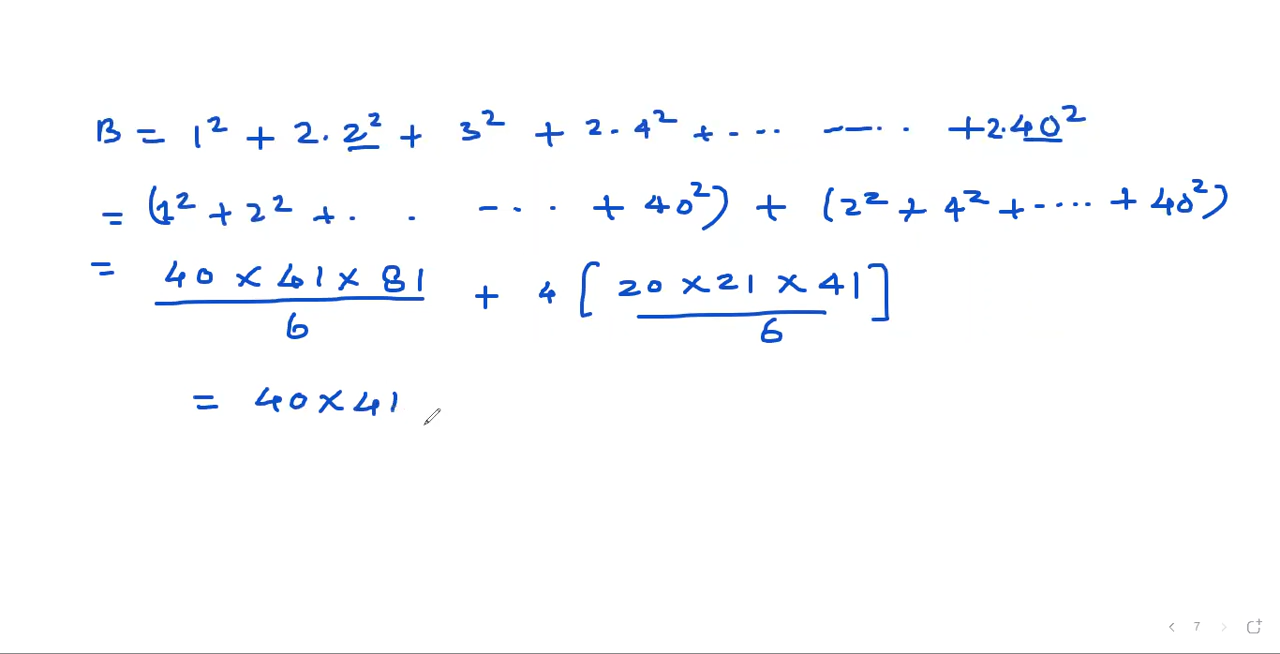 B = 1² + 2·2² + 3² + 2·4² + -··· --··· + 2·40²
= (1² + 2² + · · -··· + 40²) + (2² + 4² + -··· + 40²)
= 40 × 41 × 81 / 6 + 4 [ 20 × 21 × 41 / 6 ]
= 40 × 41
7